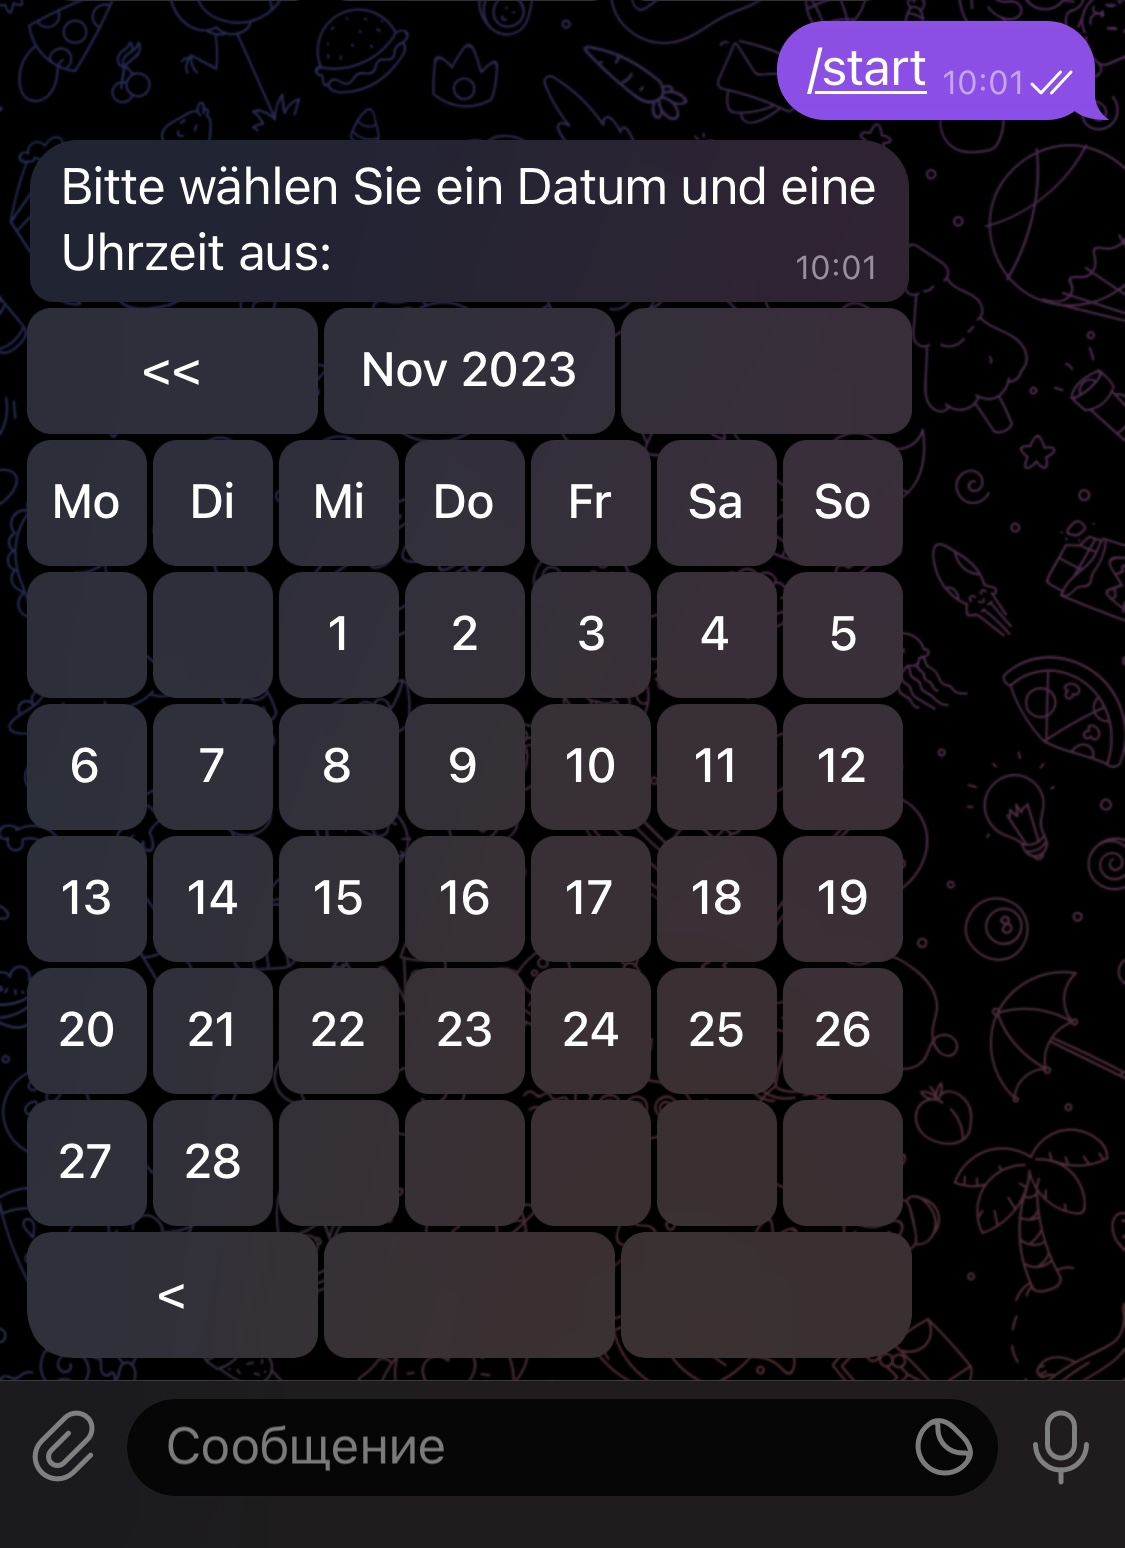 /start 10:01
Bitte wählen Sie ein Datum und eine
Uhrzeit aus:
10:01
<< Nov 2023
Mo Di Mi Do Fr Sa So
1 2 3 4 5
6 7 8 9 10 11 12
13 14 15 16 17 18 19
20 21 22 23 24 25 26
27 28
<
Сообщение